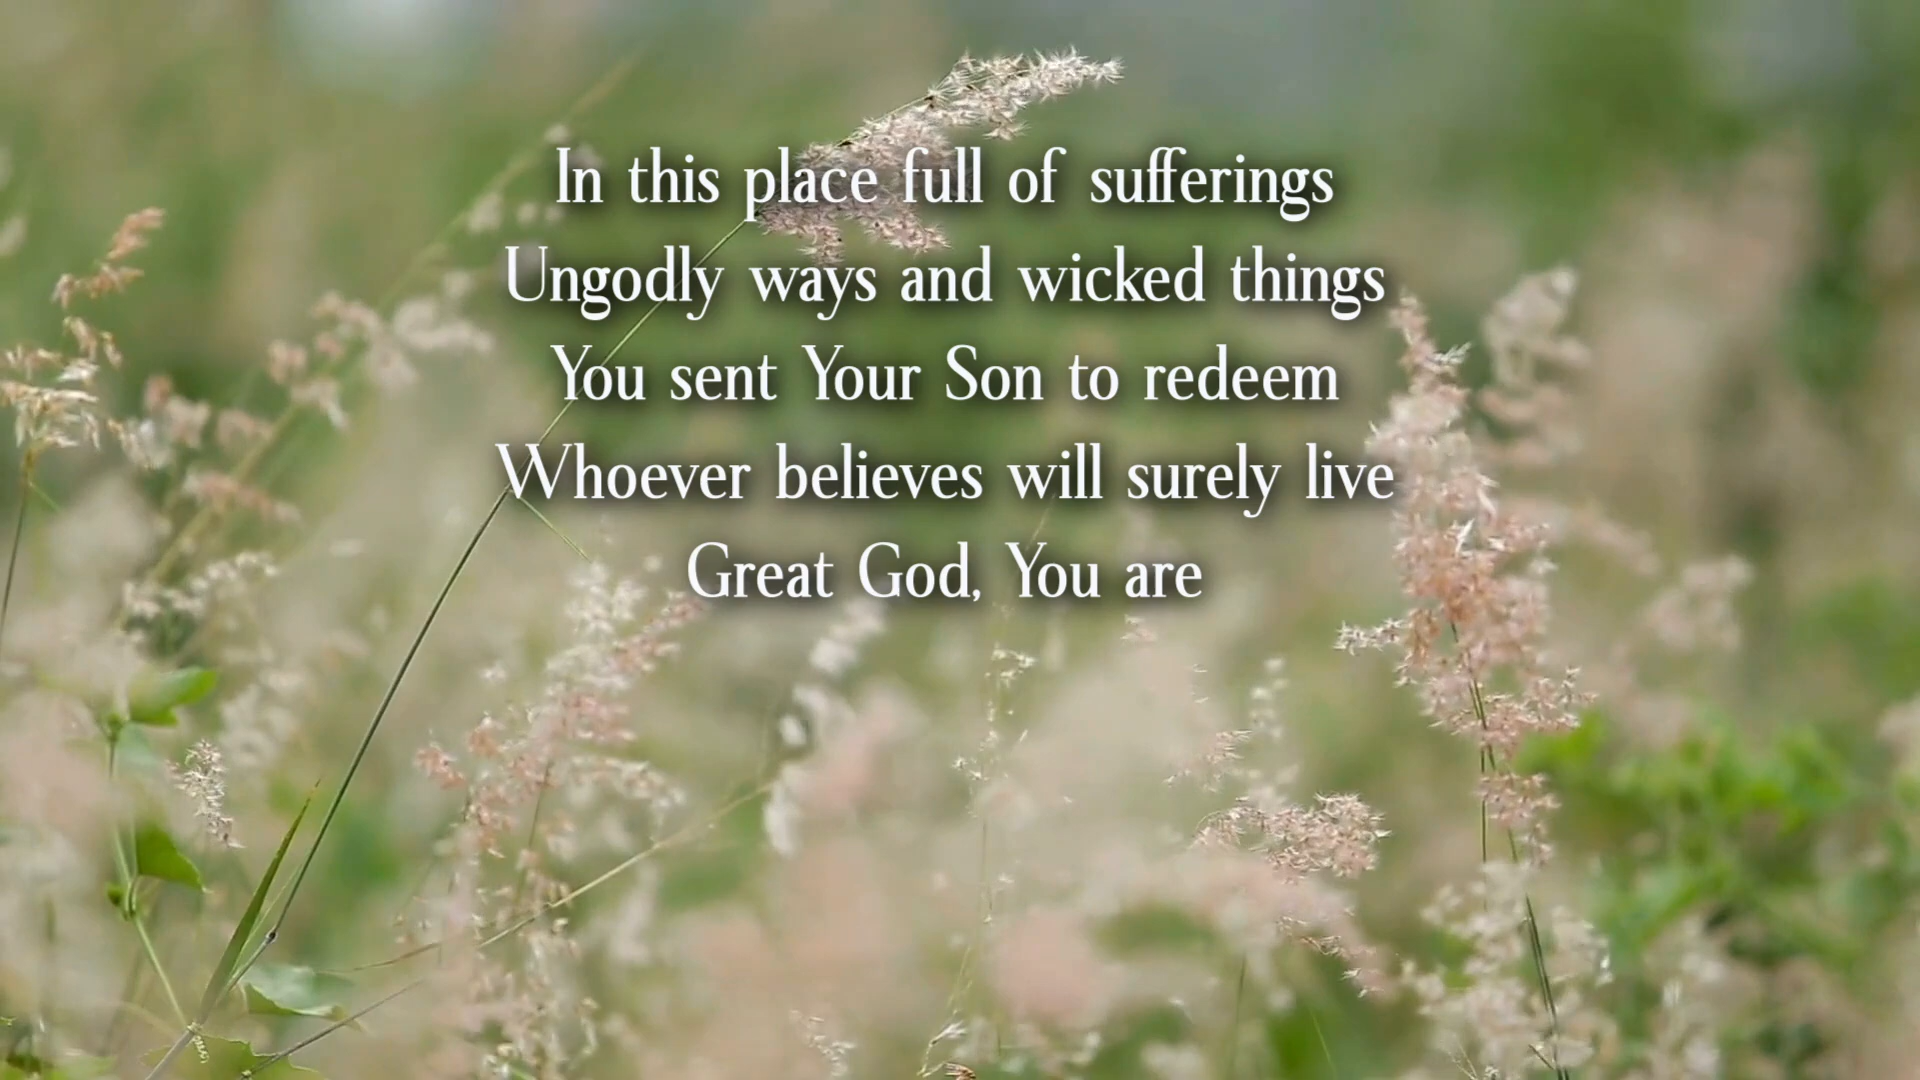 In this place full of sufferings
Ungodly ways and wicked things
You sent Your Son to redeem
Whoever believes will surely live
Great God, You are